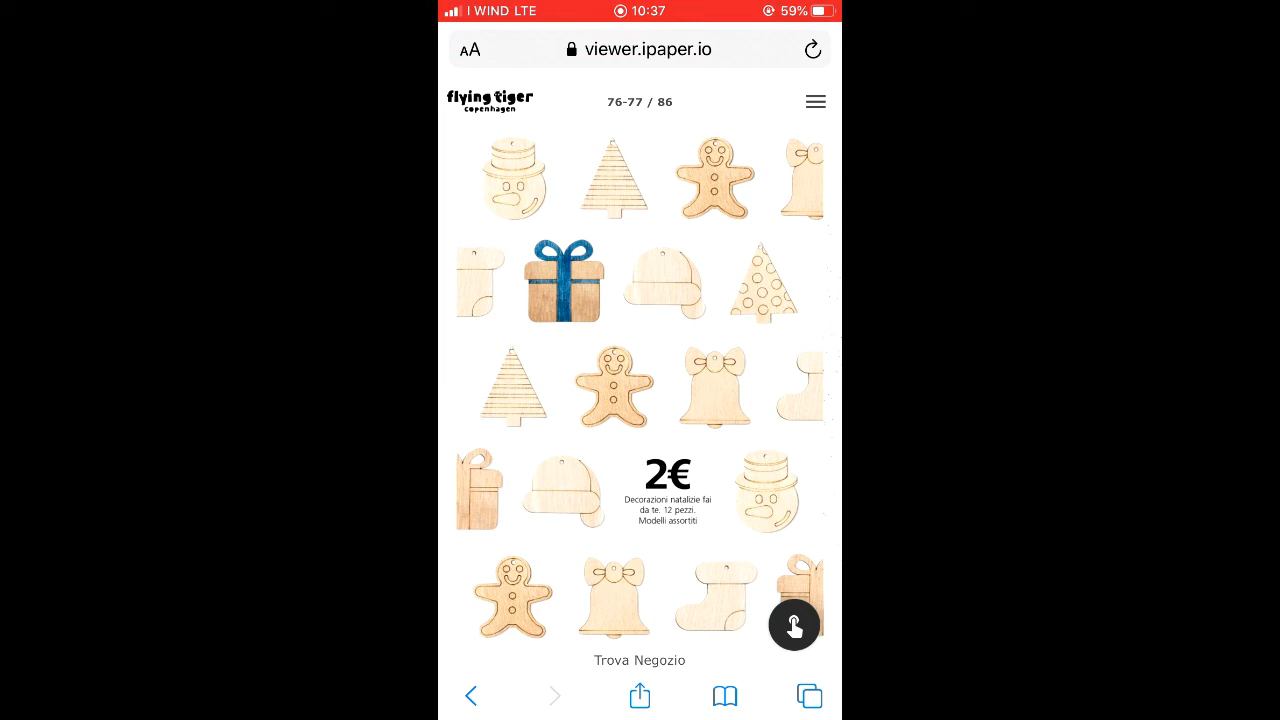 I WIND LTE 10:37 59%
AA viewer.ipaper.io
flying tiger
copenhagen
76-77 / 86
2€
Decorazioni natalizie fai
da te. 12 pezzi.
Modelli assortiti
Trova Negozio